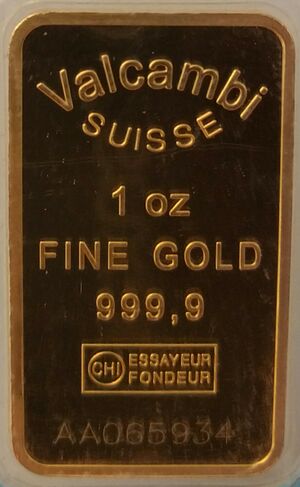 Valcambi
SUISSE
1 oz
FINE GOLD
999,9
CHI ESSAYEUR
FONDEUR
AA065934